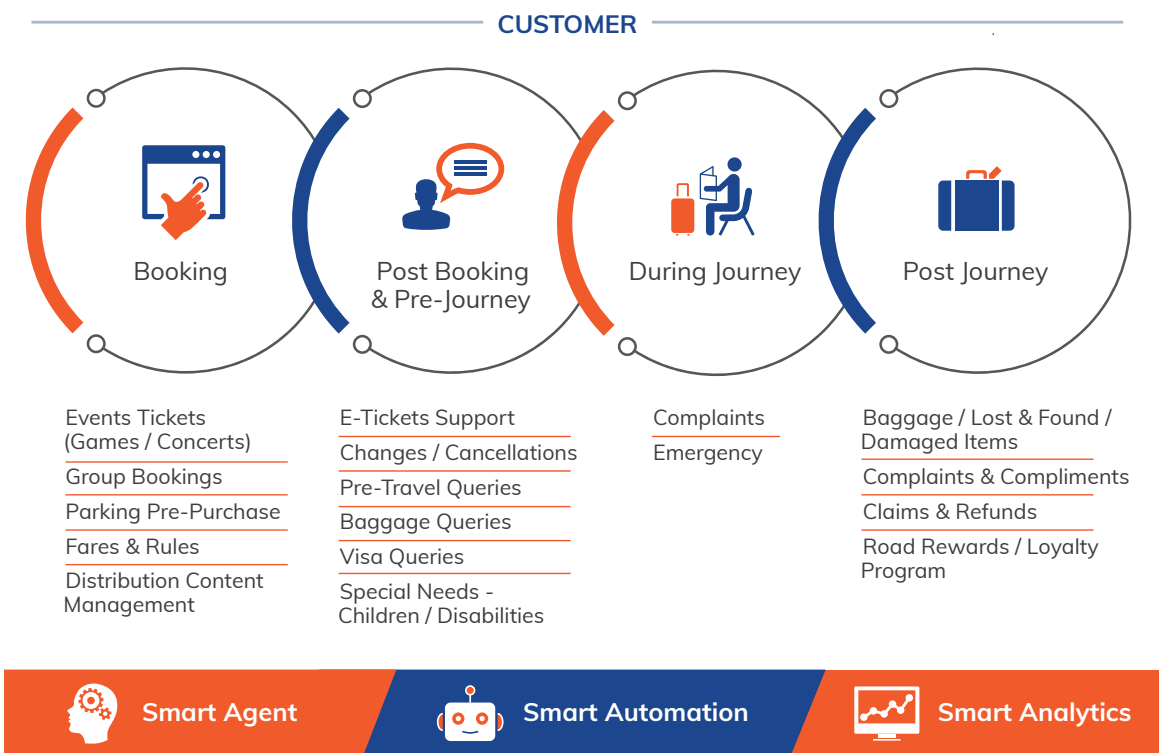 CUSTOMER
Booking
Post Booking
& Pre-Journey
During Journey
Post Journey
Events Tickets
(Games / Concerts)
Group Bookings
Parking Pre-Purchase
Fares & Rules
Distribution Content
Management
E-Tickets Support
Changes / Cancellations
Pre-Travel Queries
Baggage Queries
Visa Queries
Special Needs -
Children / Disabilities
Complaints
Emergency
Baggage / Lost & Found /
Damaged Items
Complaints & Compliments
Claims & Refunds
Road Rewards / Loyalty
Program
Smart Agent
Smart Automation
Smart Analytics